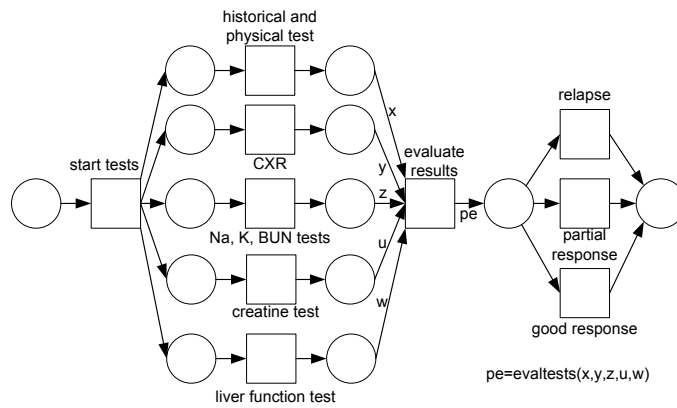 historical and
physical test
x
relapse
start tests
CXR
y
evaluate
results
z
pe
Na, K, BUN tests
u
partial
response
creatine test
w
good response
liver function test
pe=evaltests(x,y,z,u,w)